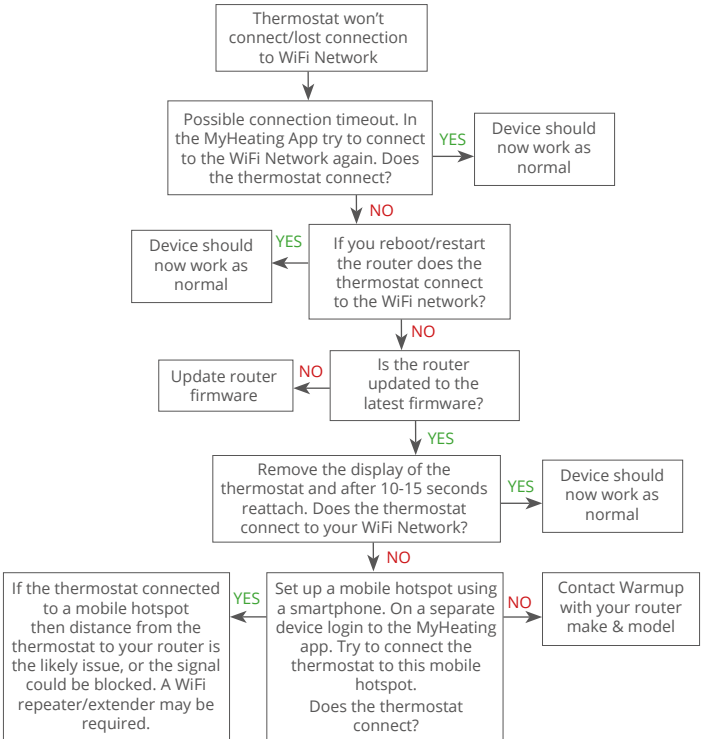 Thermostat won't
connect/lost connection
to WiFi Network
Possible connection timeout. In
the MyHeating App try to connect
to the WiFi Network again. Does
the thermostat connect?
YES
Device should
now work as
normal
NO
If you reboot/restart
the router does the
thermostat connect
to the WiFi network?
YES
Device should
now work as
normal
NO
Is the router
updated to the
latest firmware?
NO
Update router
firmware
YES
Remove the display of the
thermostat and after 10-15 seconds
reattach. Does the thermostat
connect to your WiFi Network?
YES
Device should
now work as
normal
NO
Set up a mobile hotspot using
a smartphone. On a separate
device login to the MyHeating
app. Try to connect the
thermostat to this mobile
hotspot.
Does the thermostat
connect?
YES
If the thermostat connected
to a mobile hotspot
then distance from the
thermostat to your router is
the likely issue, or the signal
could be blocked. A WiFi
repeater/extender may be
required.
NO
Contact Warmup
with your router
make & model